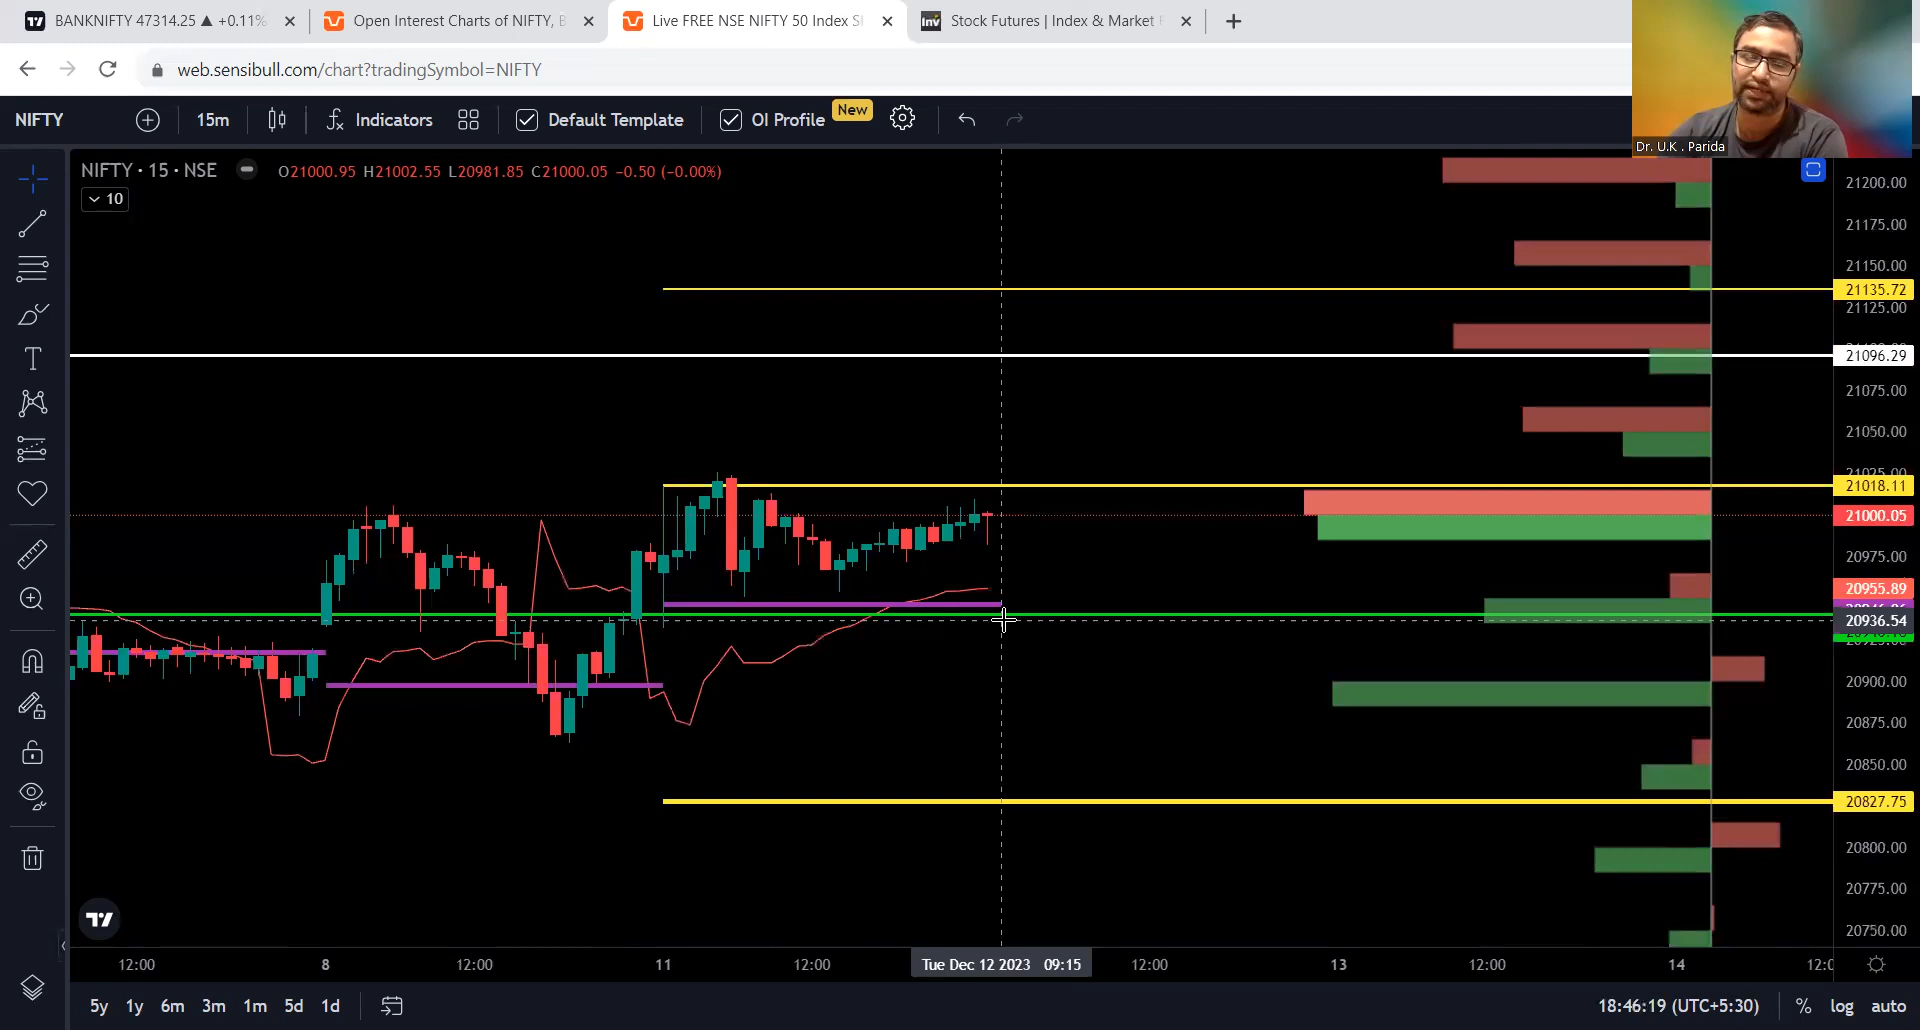 BANKNIFTY 47314.25 ▲ +0.11%
Open Interest Charts of NIFTY, B
Live FREE NSE NIFTY 50 Index S
Stock Futures | Index & Market F
web.sensibull.com/chart?tradingSymbol=NIFTY
NIFTY
15m
Indicators
Default Template
OI Profile
New
Dr. U.K . Parida
NIFTY · 15 · NSE
O21000.95 H21002.55 L20981.85 C21000.05 −0.50 (−0.00%)
10
21200.00
21175.00
21150.00
21135.72
21125.00
21096.29
21075.00
21050.00
21025.00
21018.11
21000.05
20975.00
20955.89
20936.54
20925.00
20900.00
20875.00
20850.00
20827.75
20800.00
20775.00
20750.00
12:00
8
12:00
11
12:00
Tue Dec 12 2023 09:15
12:00
13
12:00
14
5y
1y
6m
3m
1m
5d
1d
18:46:19 (UTC+5:30)
%
log
auto